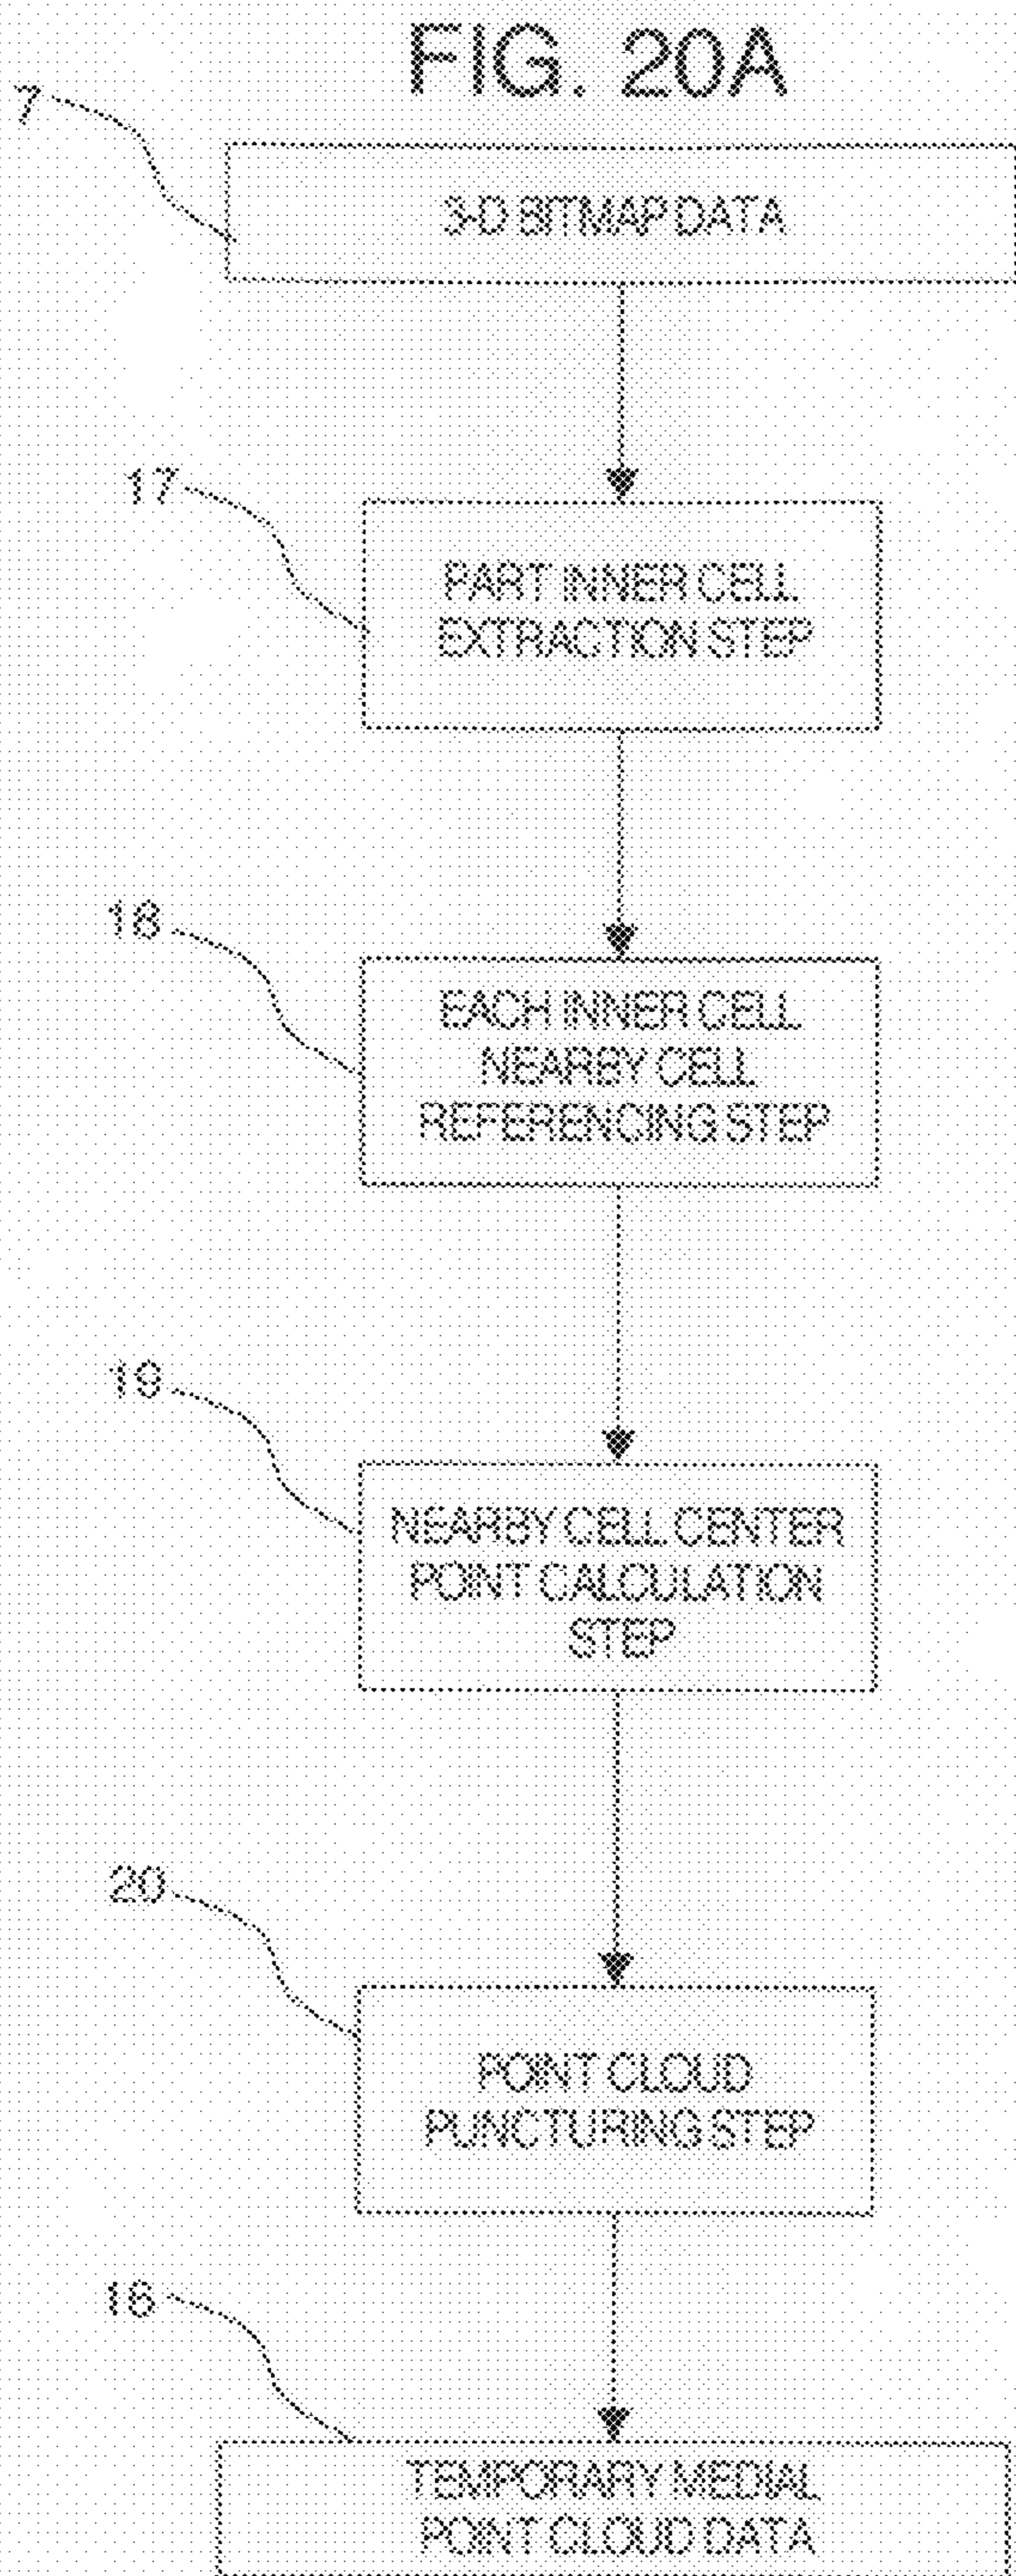 FIG. 20A
7
3-D BITMAP DATA
17
PART INNER CELL
EXTRACTION STEP
18
EACH INNER CELL
NEARBY CELL
REFERENCING STEP
19
NEARBY CELL CENTER
POINT CALCULATION
STEP
20
POINT CLOUD
PUNCTURING STEP
16
TEMPORARY MEDIAL
POINT CLOUD DATA